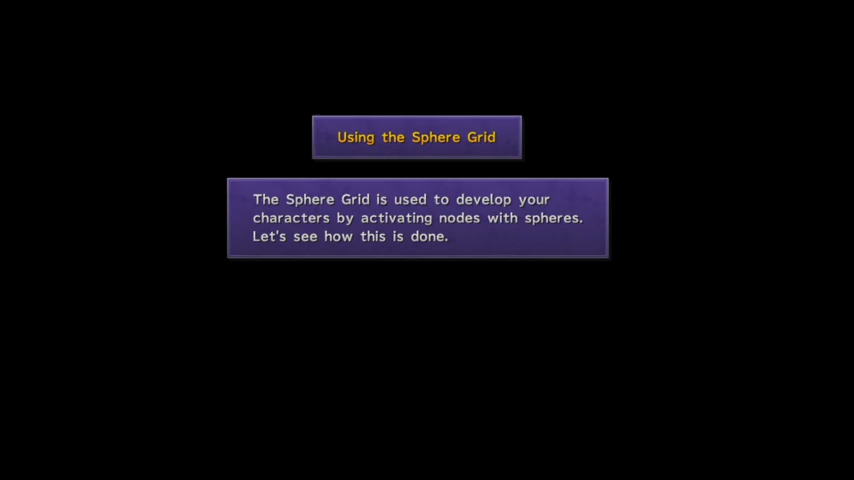 Using the Sphere Grid
The Sphere Grid is used to develop your
characters by activating nodes with spheres.
Let's see how this is done.